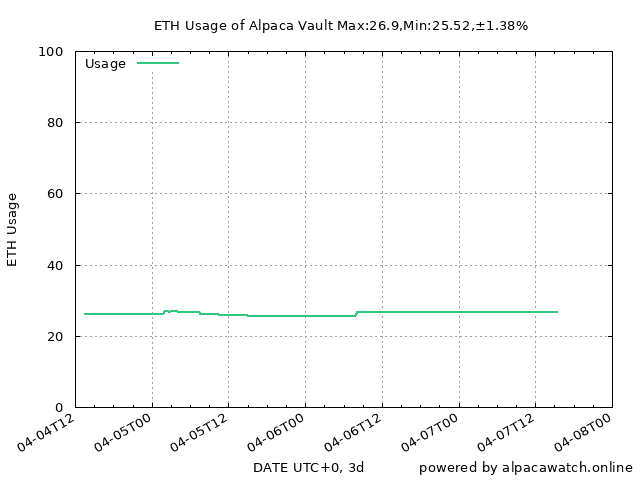 ETH Usage of Alpaca Vault Max:26.9,Min:25.52,±1.38%
100
Usage
80
60
ETH Usage
40
20
0
04-04T12
04-05T00
04-05T12
04-06T00
04-06T12
04-07T00
04-07T12
04-08T00
DATE UTC+0, 3d
powered by alpacawatch.online